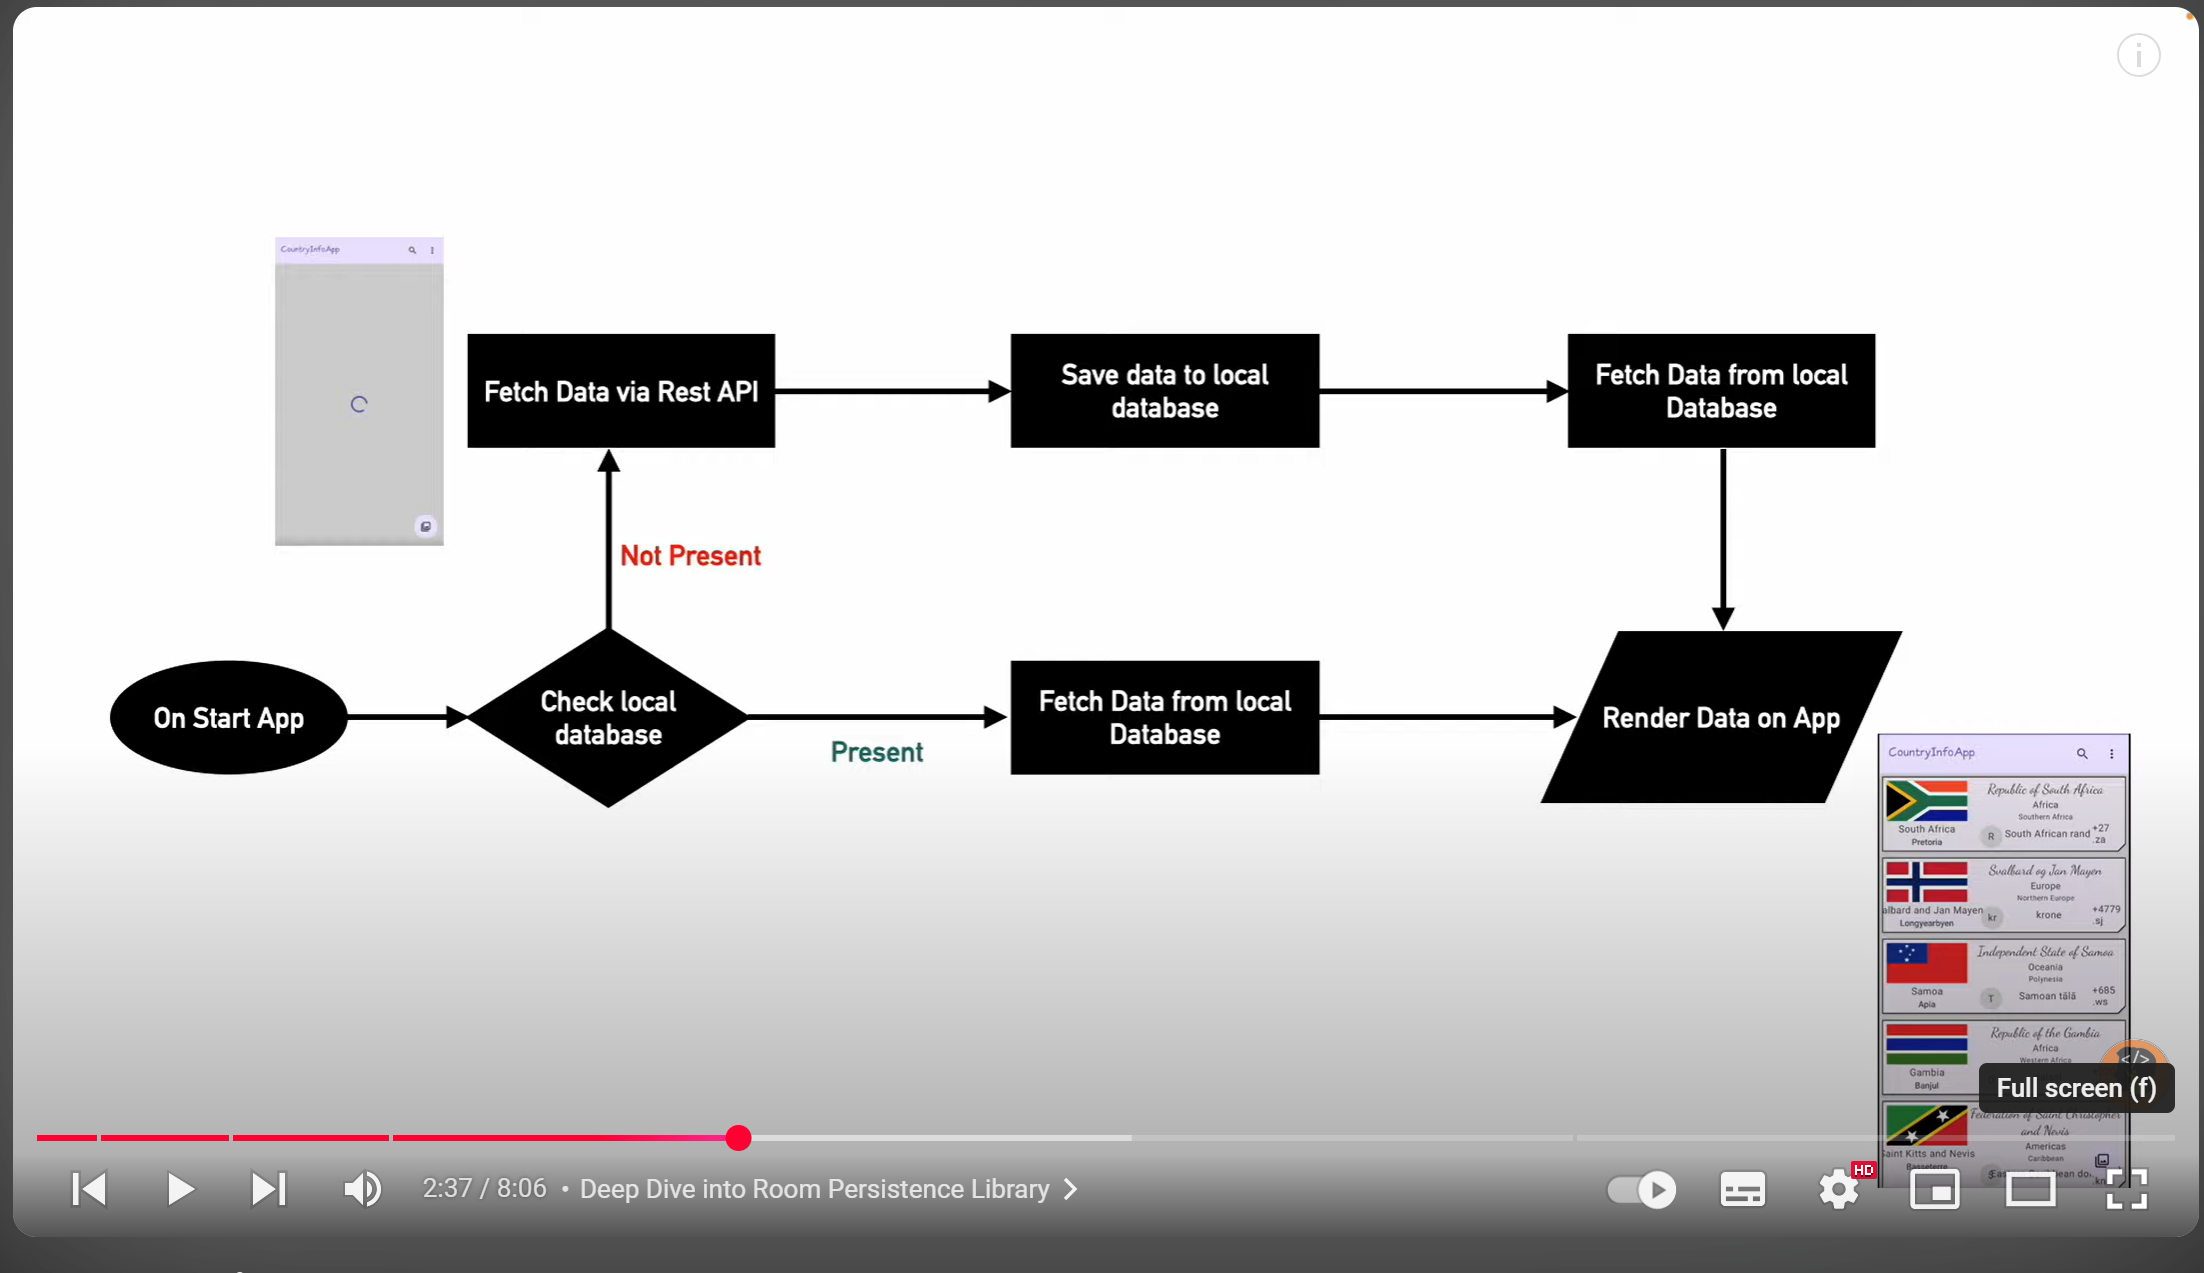 CountryInfoApp
Fetch Data via Rest API
Save data to local
database
Fetch Data from local
Database
Not Present
On Start App
Check local
database
Present
Fetch Data from local
Database
Render Data on App
CountryInfoApp
Republic of South Africa
Africa
Southern Africa
South Africa
Pretoria
R
South African rand
+27
.za
Svalbard og Jan Mayen
Europe
Northern Europe
albard and Jan Mayen
Longyearbyen
kr
krone
+4779
.sj
Independent State of Samoa
Oceania
Polynesia
Samoa
Apia
T
Samoan tālā
+685
.ws
Republic of the Gambia
Africa
Western Africa
Gambia
Banjul
</>
Full screen (f)
Federation of Saint Christopher
and Nevis
Americas
Caribbean
Saint Kitts and Nevis
Basseterre
.kn
2:37 / 8:06 • Deep Dive into Room Persistence Library
HD